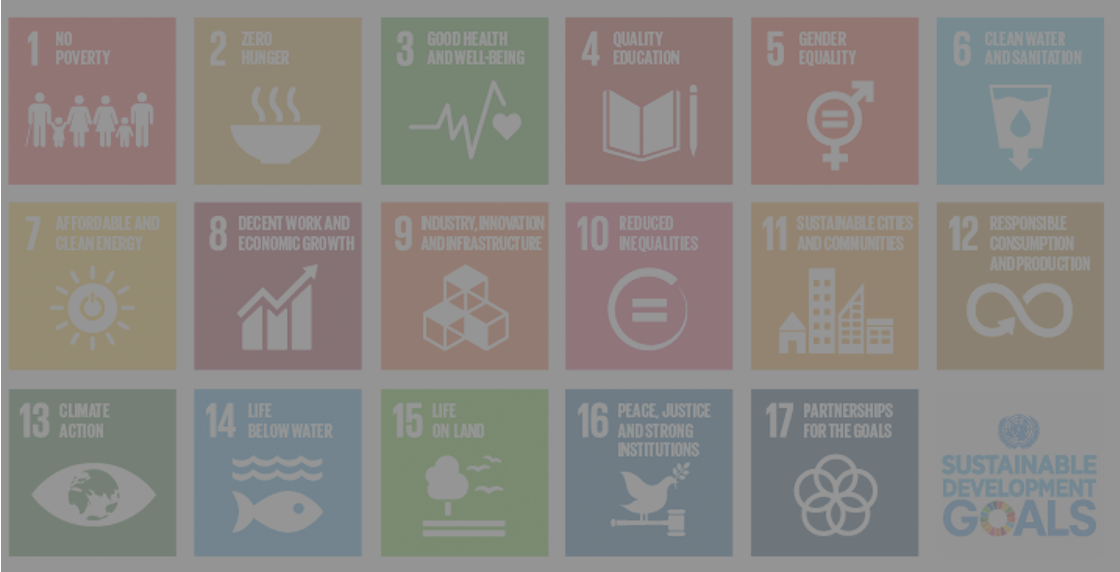 1 NO
POVERTY
2 ZERO
HUNGER
3 GOOD HEALTH
AND WELL-BEING
4 QUALITY
EDUCATION
5 GENDER
EQUALITY
6 CLEAN WATER
AND SANITATION
7 AFFORDABLE AND
CLEAN ENERGY
8 DECENT WORK AND
ECONOMIC GROWTH
9 INDUSTRY, INNOVATION
AND INFRASTRUCTURE
10 REDUCED
INEQUALITIES
11 SUSTAINABLE CITIES
AND COMMUNITIES
12 RESPONSIBLE
CONSUMPTION
AND PRODUCTION
13 CLIMATE
ACTION
14 LIFE
BELOW WATER
15 LIFE
ON LAND
16 PEACE, JUSTICE
AND STRONG
INSTITUTIONS
17 PARTNERSHIPS
FOR THE GOALS
SUSTAINABLE
DEVELOPMENT
GOALS